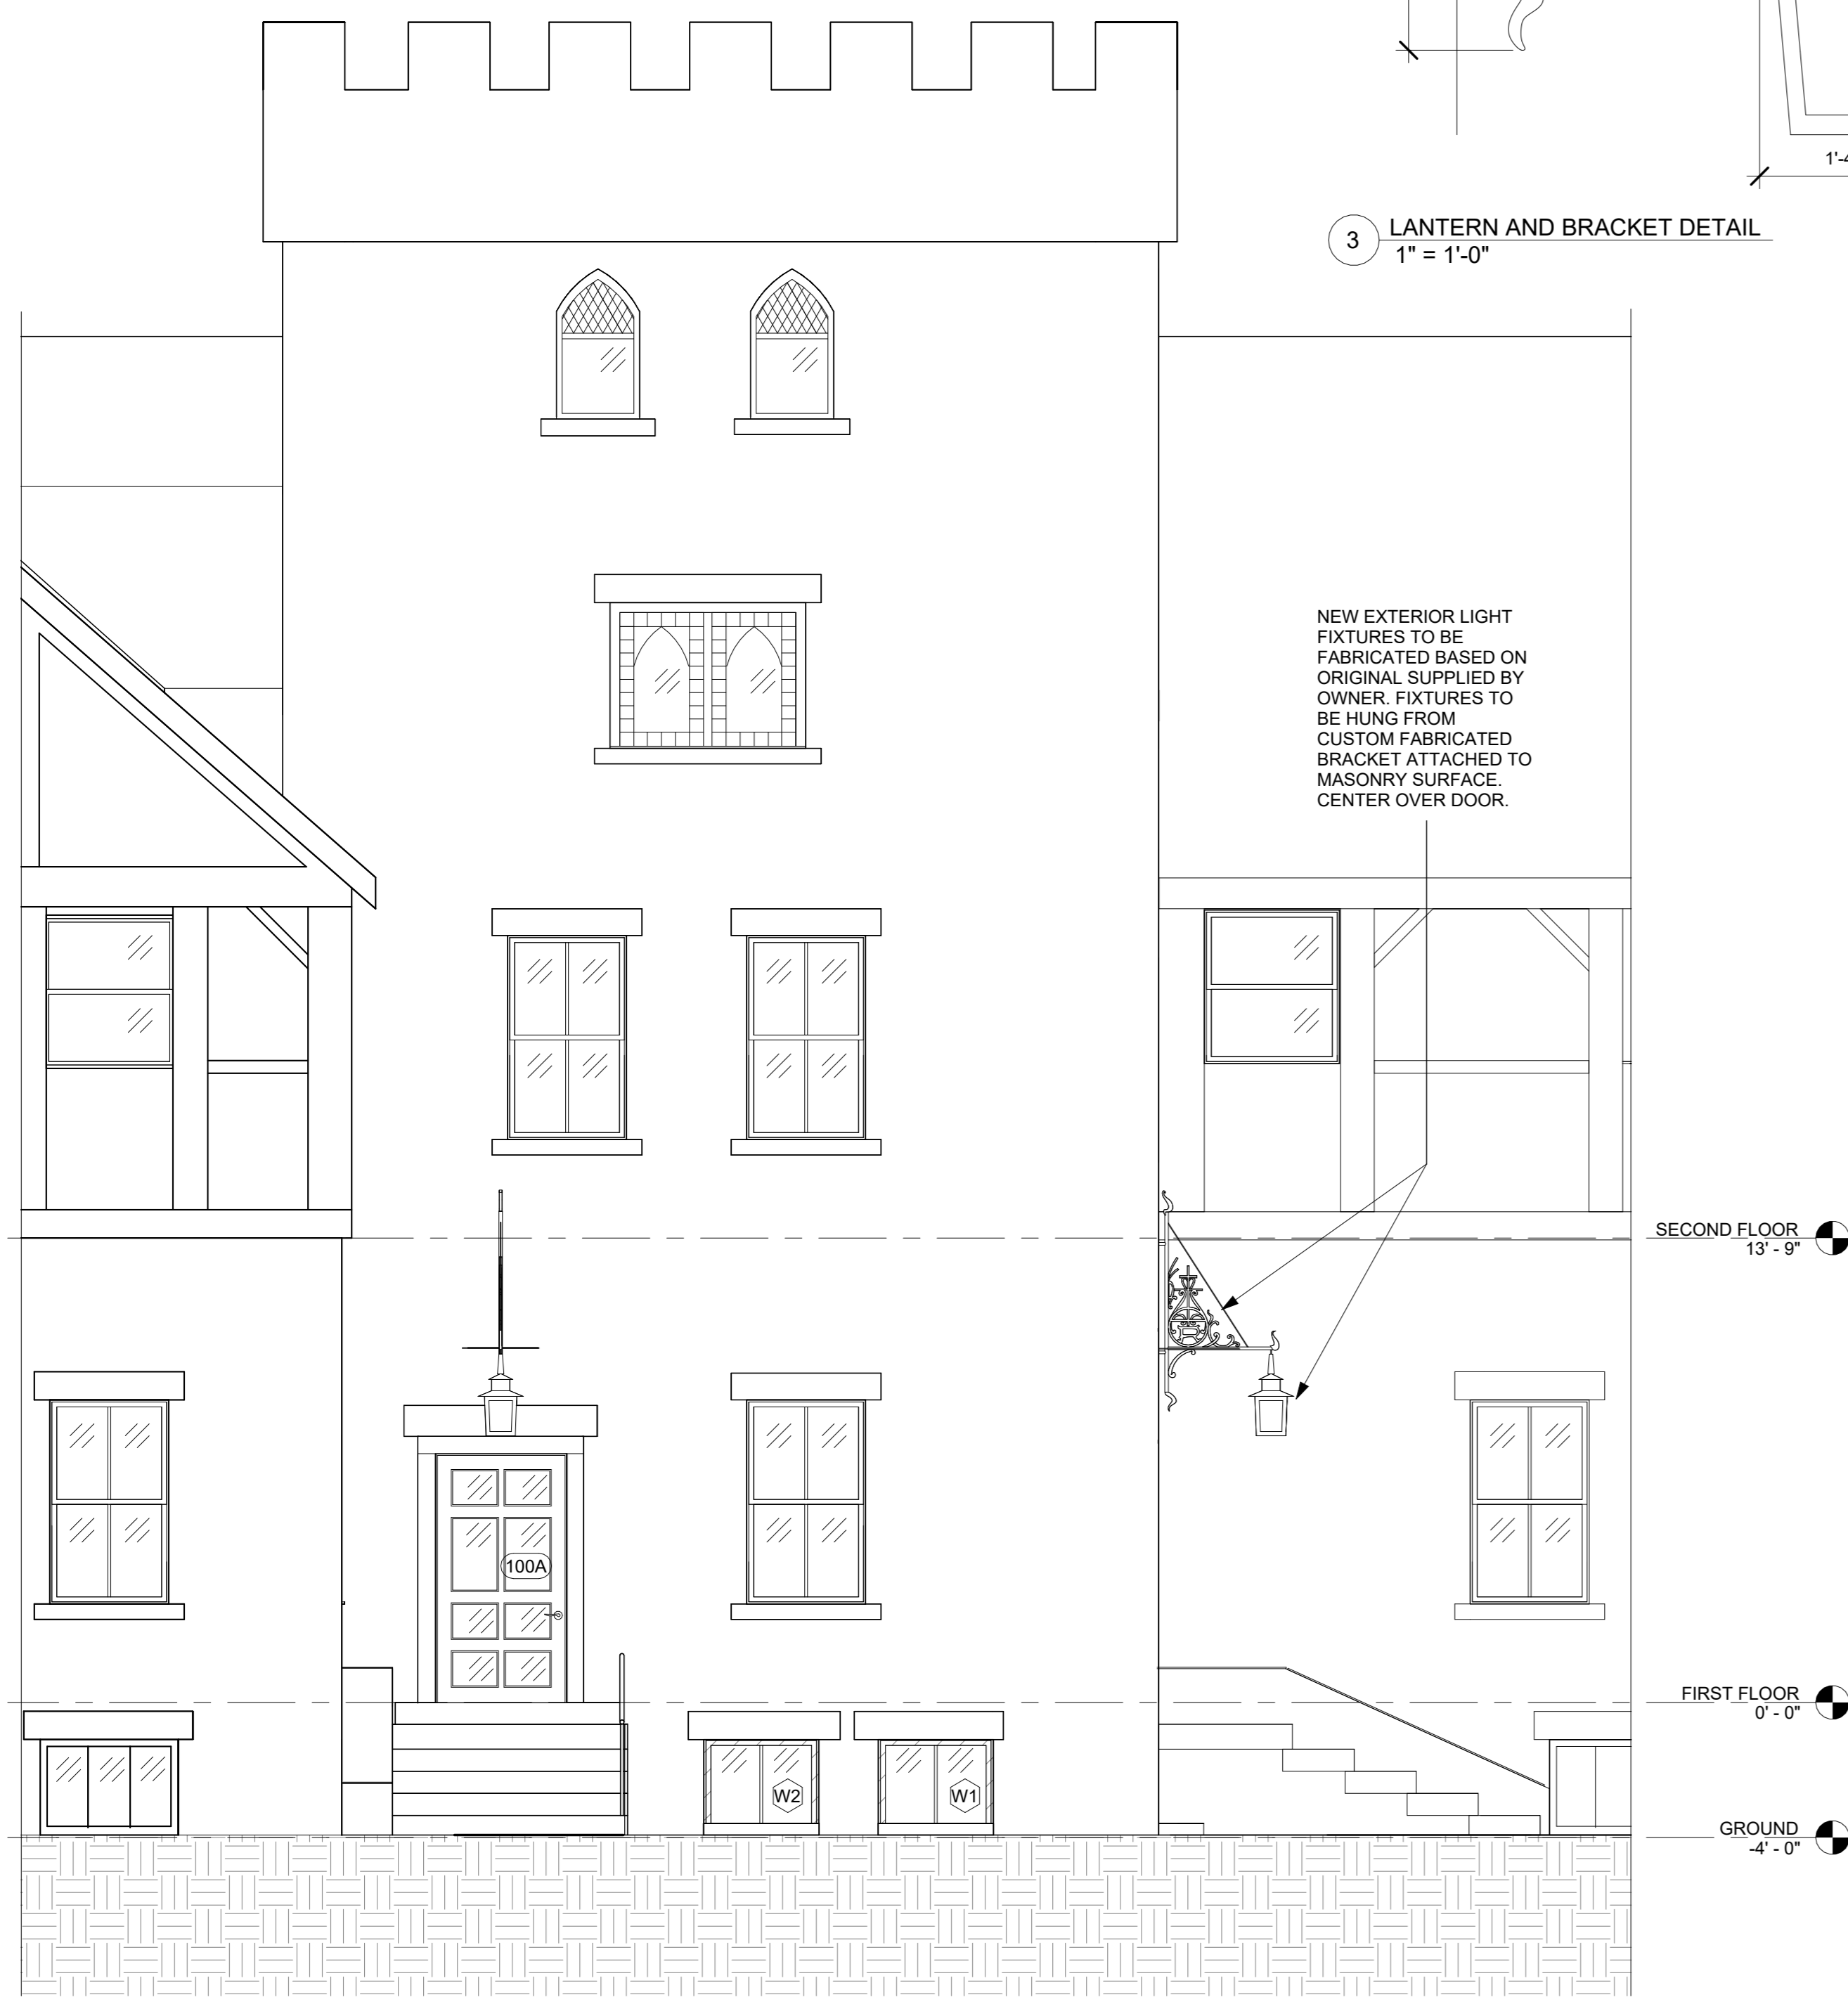 1'-4
3
LANTERN AND BRACKET DETAIL
1" = 1'-0"
NEW EXTERIOR LIGHT
FIXTURES TO BE
FABRICATED BASED ON
ORIGINAL SUPPLIED BY
OWNER. FIXTURES TO
BE HUNG FROM
CUSTOM FABRICATED
BRACKET ATTACHED TO
MASONRY SURFACE.
CENTER OVER DOOR.
SECOND FLOOR
13' - 9"
100A
FIRST FLOOR
0' - 0"
W2
W1
GROUND
-4' - 0"